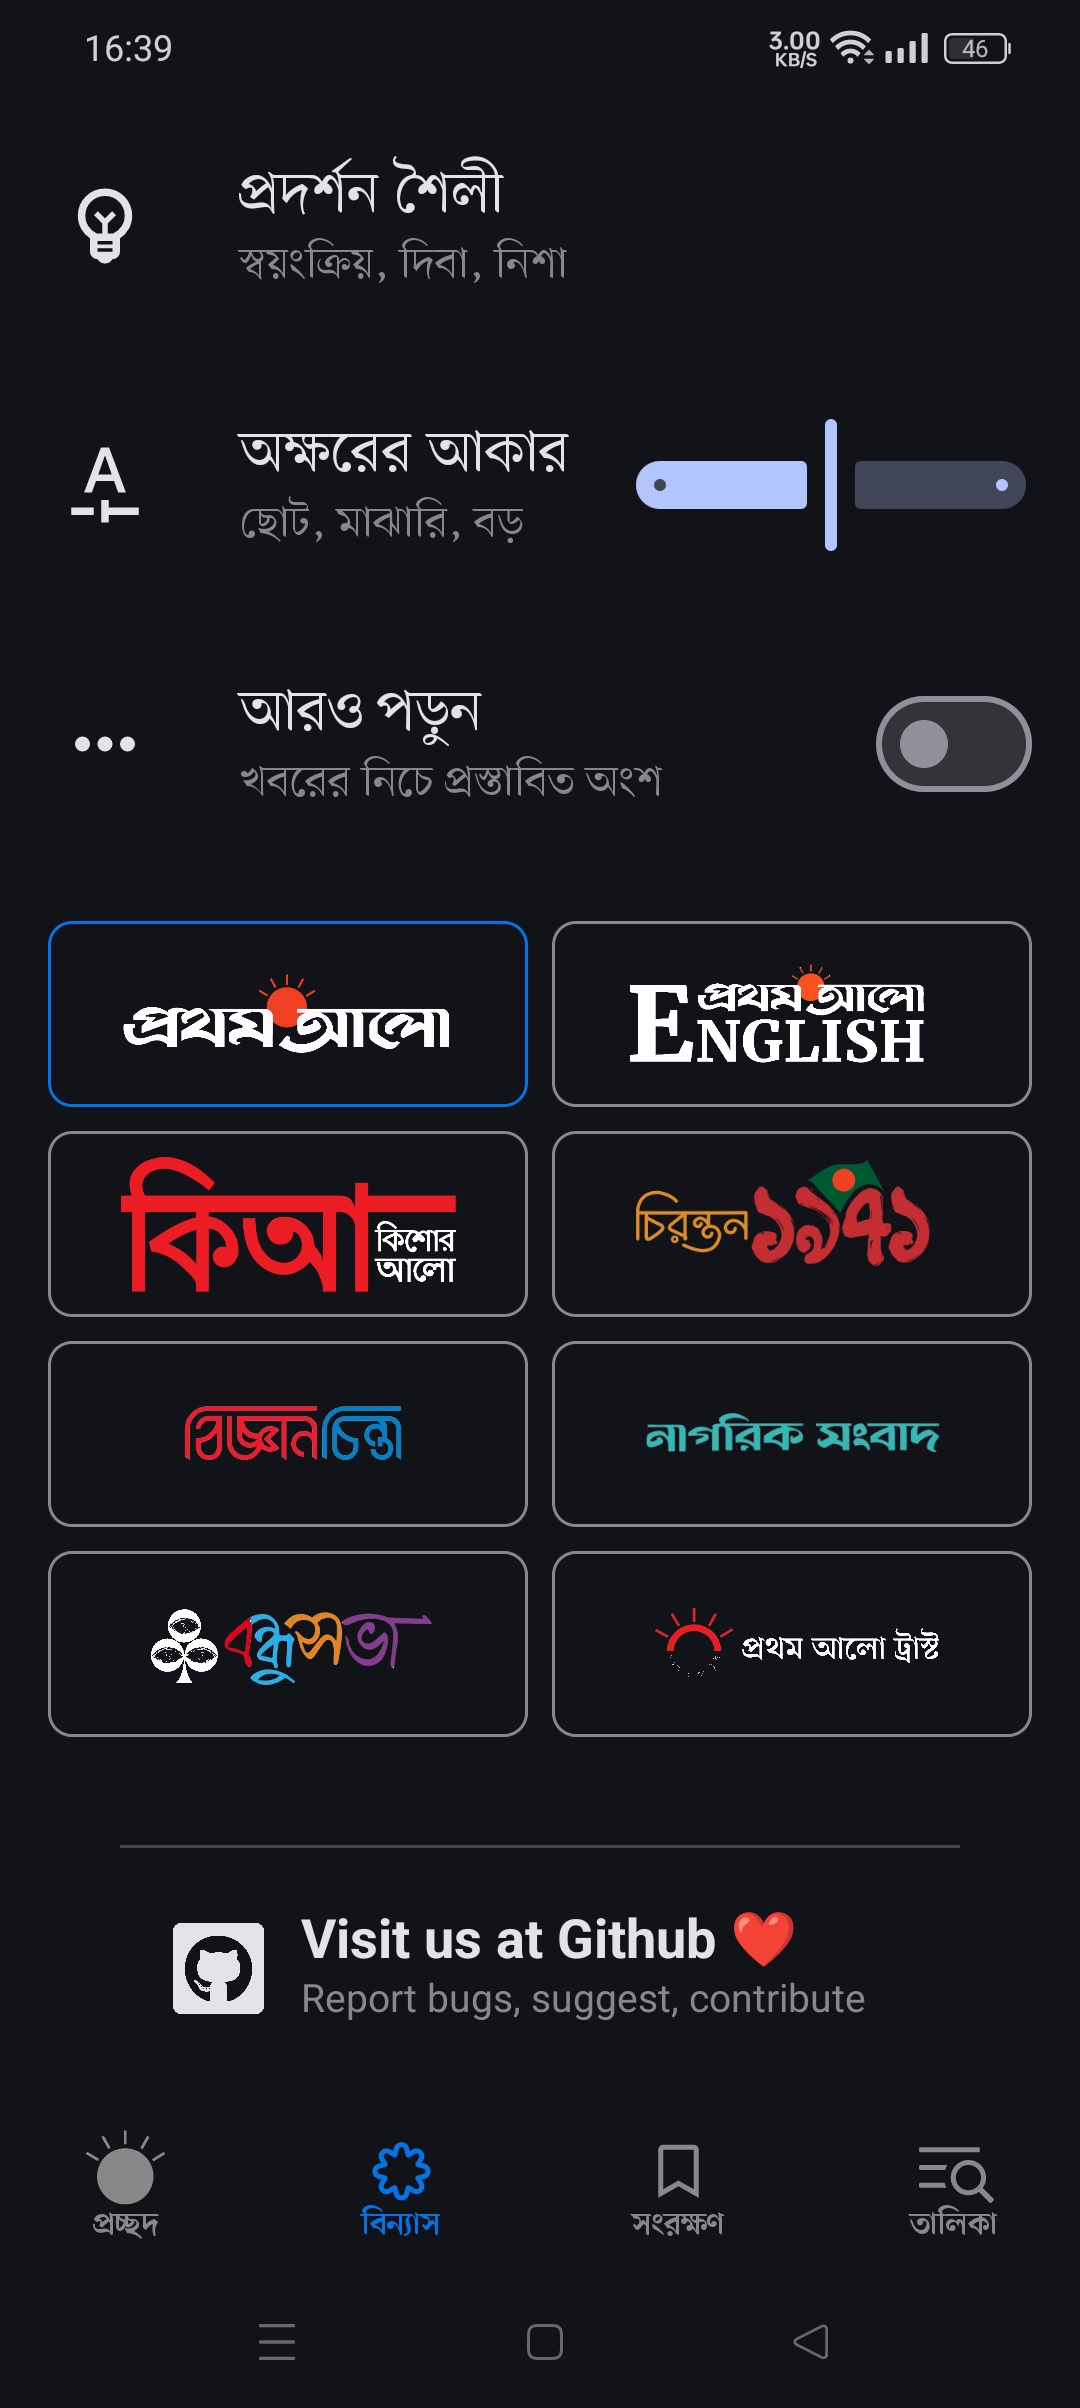 16:39
3.00
KB/S
46
প্রদর্শন শৈলী
স্বয়ংক্রিয়, দিবা, নিশা
অক্ষরের আকার
ছোট, মাঝারি, বড়
আরও পড়ুন
খবরের নিচে প্রস্তাবিত অংশ
প্রথম আলো
প্রথম আলো
ENGLISH
কিআ
কিশোর
আলো
চিরন্তন ১৯৭১
বিজ্ঞানচিন্তা
নাগরিক সংবাদ
বন্ধুসভা
প্রথম আলো ট্রাস্ট
Visit us at Github ❤️
Report bugs, suggest, contribute
প্রচ্ছদ
বিন্যাস
সংরক্ষণ
তালিকা